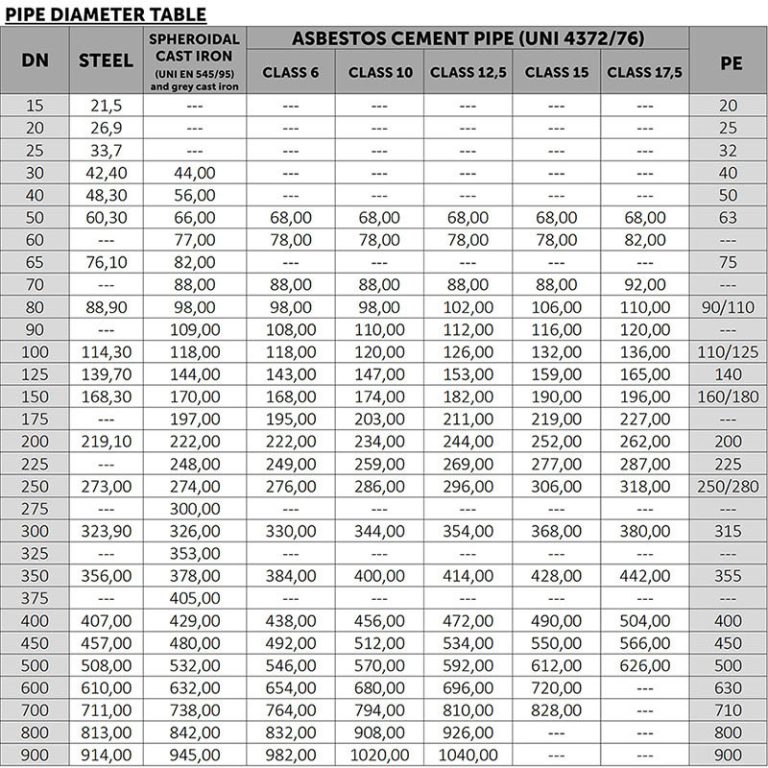 PIPE DIAMETER TABLE
DN STEEL SPHEROIDAL CAST IRON (UNI EN 545/95) and grey cast iron ASBESTOS CEMENT PIPE (UNI 4372/76) PE
CLASS 6 CLASS 10 CLASS 12,5 CLASS 15 CLASS 17,5
15 21,5 --- --- --- --- --- --- 20
20 26,9 --- --- --- --- --- --- 25
25 33,7 --- --- --- --- --- --- 32
30 42,40 44,00 --- --- --- --- --- 40
40 48,30 56,00 --- --- --- --- --- 50
50 60,30 66,00 68,00 68,00 68,00 68,00 68,00 63
60 --- 77,00 78,00 78,00 78,00 78,00 82,00 ---
65 76,10 82,00 --- --- --- --- --- 75
70 --- 88,00 88,00 88,00 88,00 88,00 92,00 ---
80 88,90 98,00 98,00 98,00 102,00 106,00 110,00 90/110
90 --- 109,00 108,00 110,00 112,00 116,00 120,00 ---
100 114,30 118,00 118,00 120,00 126,00 132,00 136,00 110/125
125 139,70 144,00 143,00 147,00 153,00 159,00 165,00 140
150 168,30 170,00 168,00 174,00 182,00 190,00 196,00 160/180
175 --- 197,00 195,00 203,00 211,00 219,00 227,00 ---
200 219,10 222,00 222,00 234,00 244,00 252,00 262,00 200
225 --- 248,00 249,00 259,00 269,00 277,00 287,00 225
250 273,00 274,00 276,00 286,00 296,00 306,00 318,00 250/280
275 --- 300,00 --- --- --- --- --- ---
300 323,90 326,00 330,00 344,00 354,00 368,00 380,00 315
325 --- 353,00 --- --- --- --- --- ---
350 356,00 378,00 384,00 400,00 414,00 428,00 442,00 355
375 --- 405,00 --- --- --- --- --- ---
400 407,00 429,00 438,00 456,00 472,00 490,00 504,00 400
450 457,00 480,00 492,00 512,00 534,00 550,00 566,00 450
500 508,00 532,00 546,00 570,00 592,00 612,00 626,00 500
600 610,00 632,00 654,00 680,00 696,00 720,00 --- 630
700 711,00 738,00 764,00 794,00 810,00 828,00 --- 710
800 813,00 842,00 832,00 908,00 926,00 --- --- 800
900 914,00 945,00 982,00 1020,00 1040,00 --- --- 900